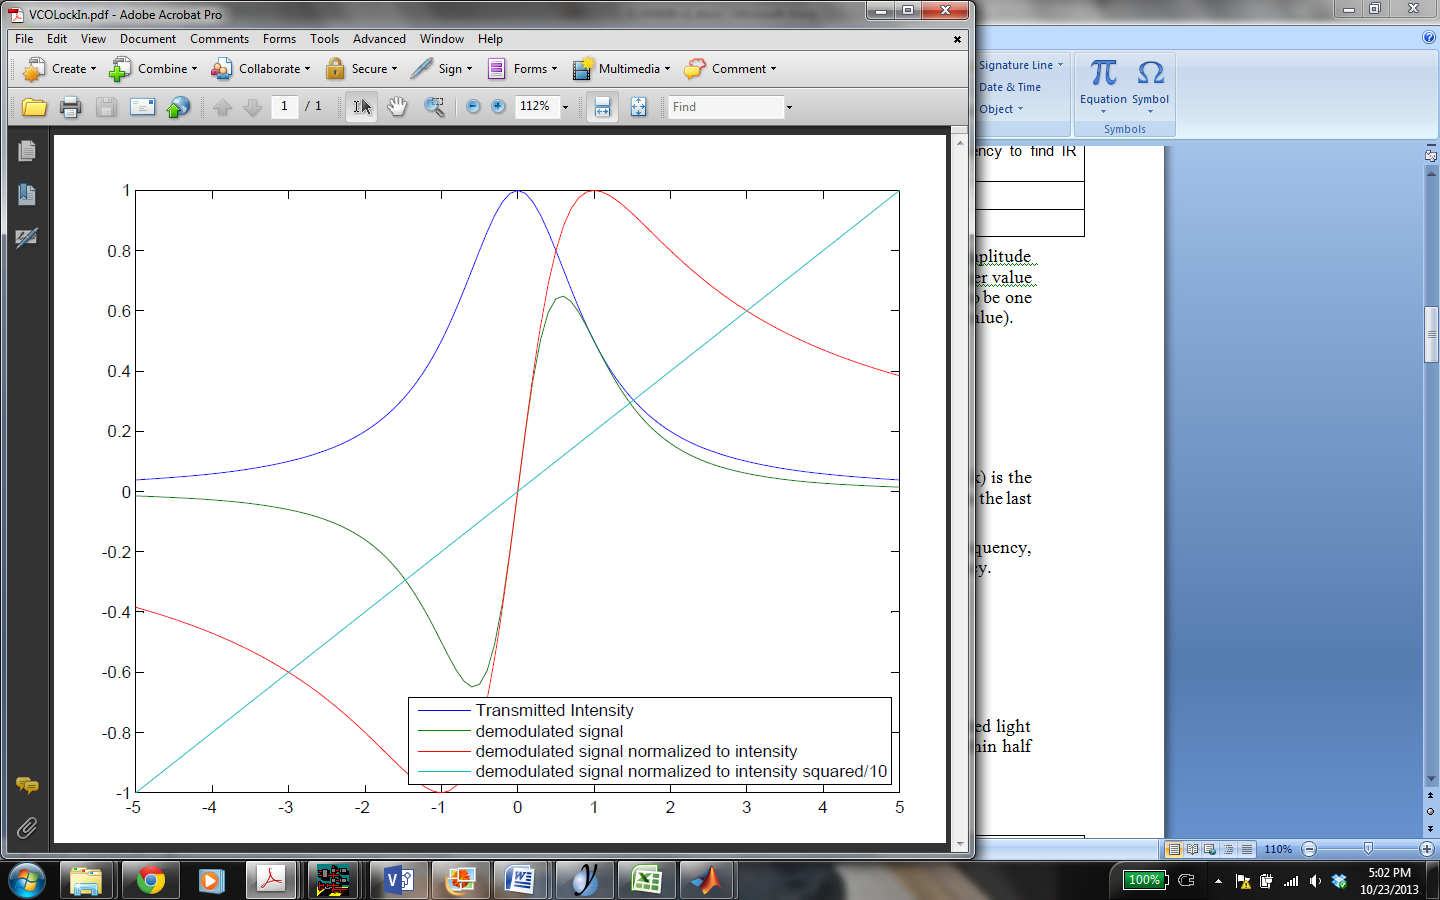 VCOLockIn.pdf - Adobe Acrobat Pro
File Edit View Document Comments Forms Tools Advanced Window Help
Create Combine Collaborate Secure Sign Forms Multimedia Comment
1 / 1 112% Find
1
0.8
0.6
0.4
0.2
0
-0.2
-0.4
-0.6
-0.8
-1
-5 -4 -3 -2 -1 0 1 2 3 4 5
Transmitted Intensity
demodulated signal
demodulated signal normalized to intensity
demodulated signal normalized to intensity squared/10
Signature Line
Date & Time
Object
π Ω
Equation Symbol
Symbols
ency to find IR
nplitude
er value
be one
alue).
) is the
the last
quency,
cy.
ed light
hin half
110%
100%
5:02 PM
10/23/2013